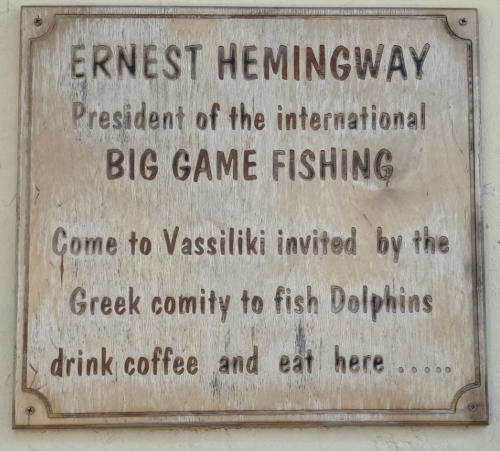 ERNEST HEMINGWAY
President of the international
BIG GAME FISHING
Come to Vassiliki invited by the
Greek comity to fish Dolphins
drink coffee and eat here .....